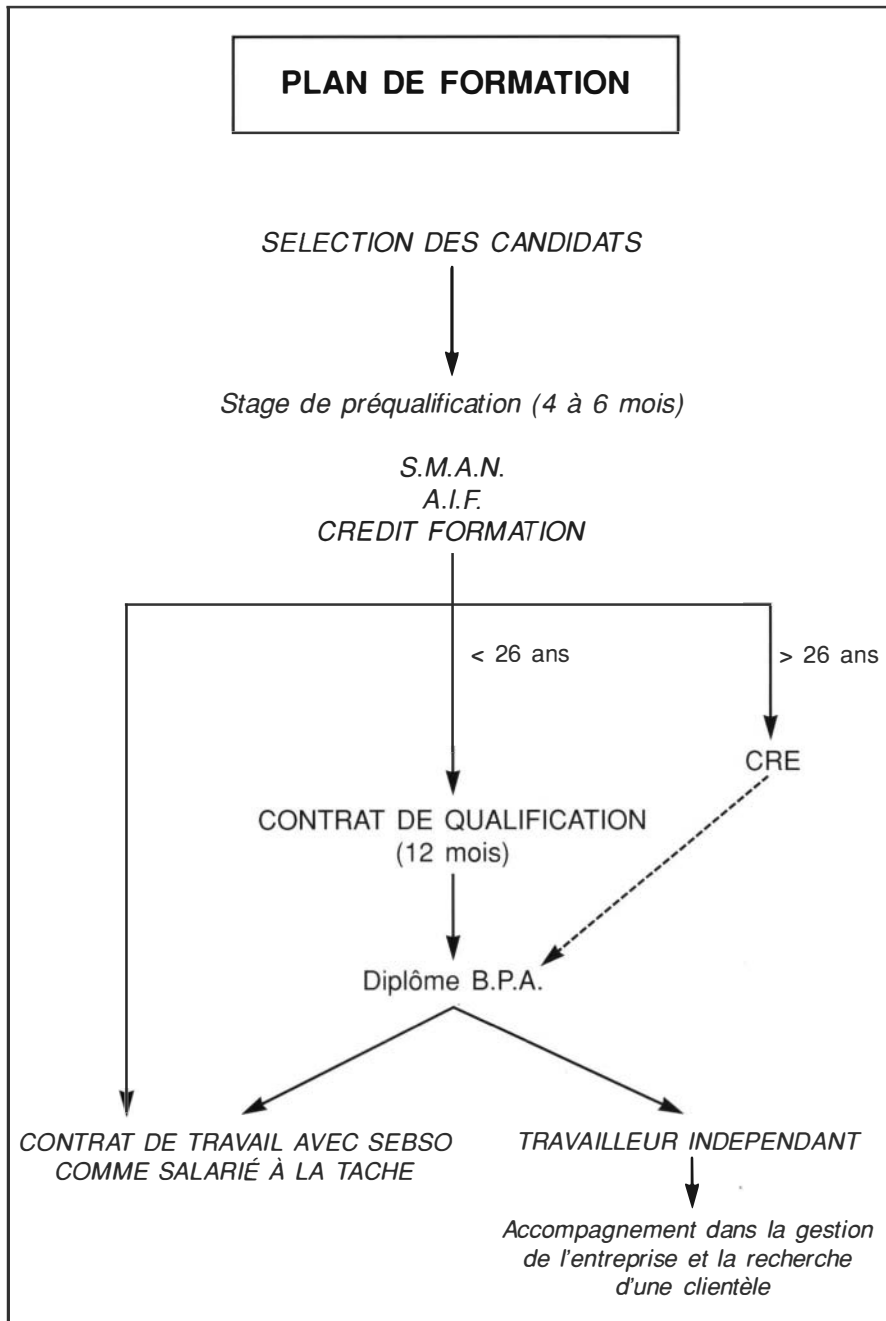 PLAN DE FORMATION
SELECTION DES CANDIDATS
Stage de préqualification (4 à 6 mois)
S.M.A.N.
A.I.F.
CREDIT FORMATION
< 26 ans
> 26 ans
CRE
CONTRAT DE QUALIFICATION
(12 mois)
Diplôme B.P.A.
CONTRAT DE TRAVAIL AVEC SEBSO
COMME SALARIÉ À LA TACHE
TRAVAILLEUR INDEPENDANT
Accompagnement dans la gestion
de l'entreprise et la recherche
d'une clientèle